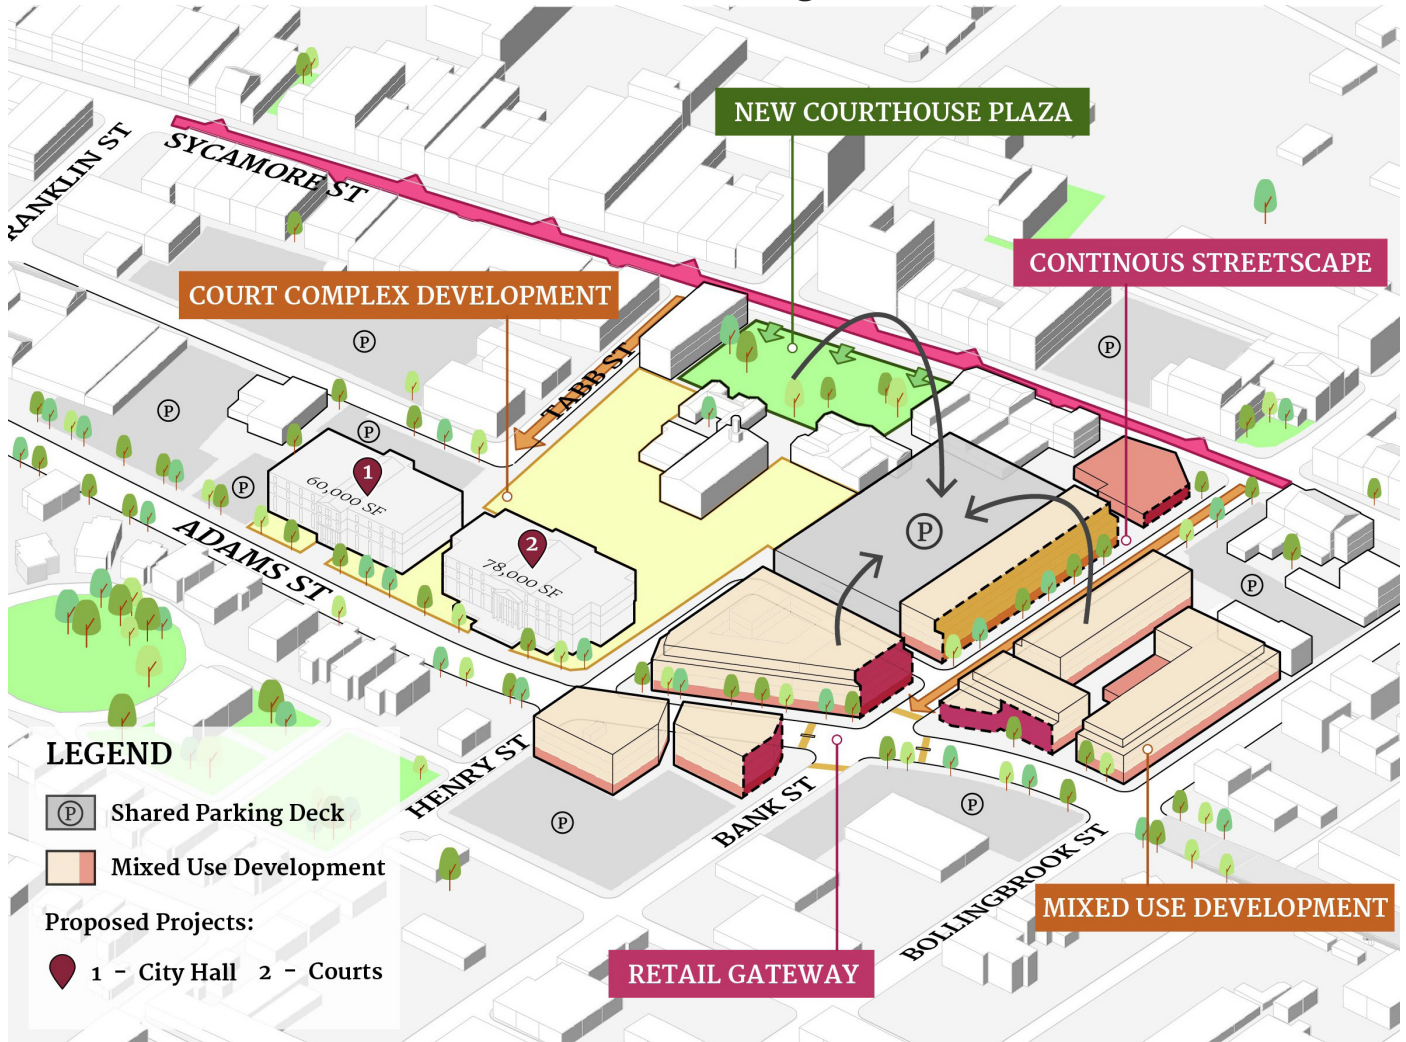 NEW COURTHOUSE PLAZA
SYCAMORE ST
RANKLIN ST
CONTINOUS STREETSCAPE
COURT COMPLEX DEVELOPMENT
TABB ST
P
P
P
P
P
1
60,000 SF
2
78,000 SF
P
P
ADAMS ST
HENRY ST
BANK ST
P
P
BOLLINGBROOK ST
MIXED USE DEVELOPMENT
RETAIL GATEWAY
LEGEND
P Shared Parking Deck
Mixed Use Development
Proposed Projects:
1 - City Hall 2 - Courts